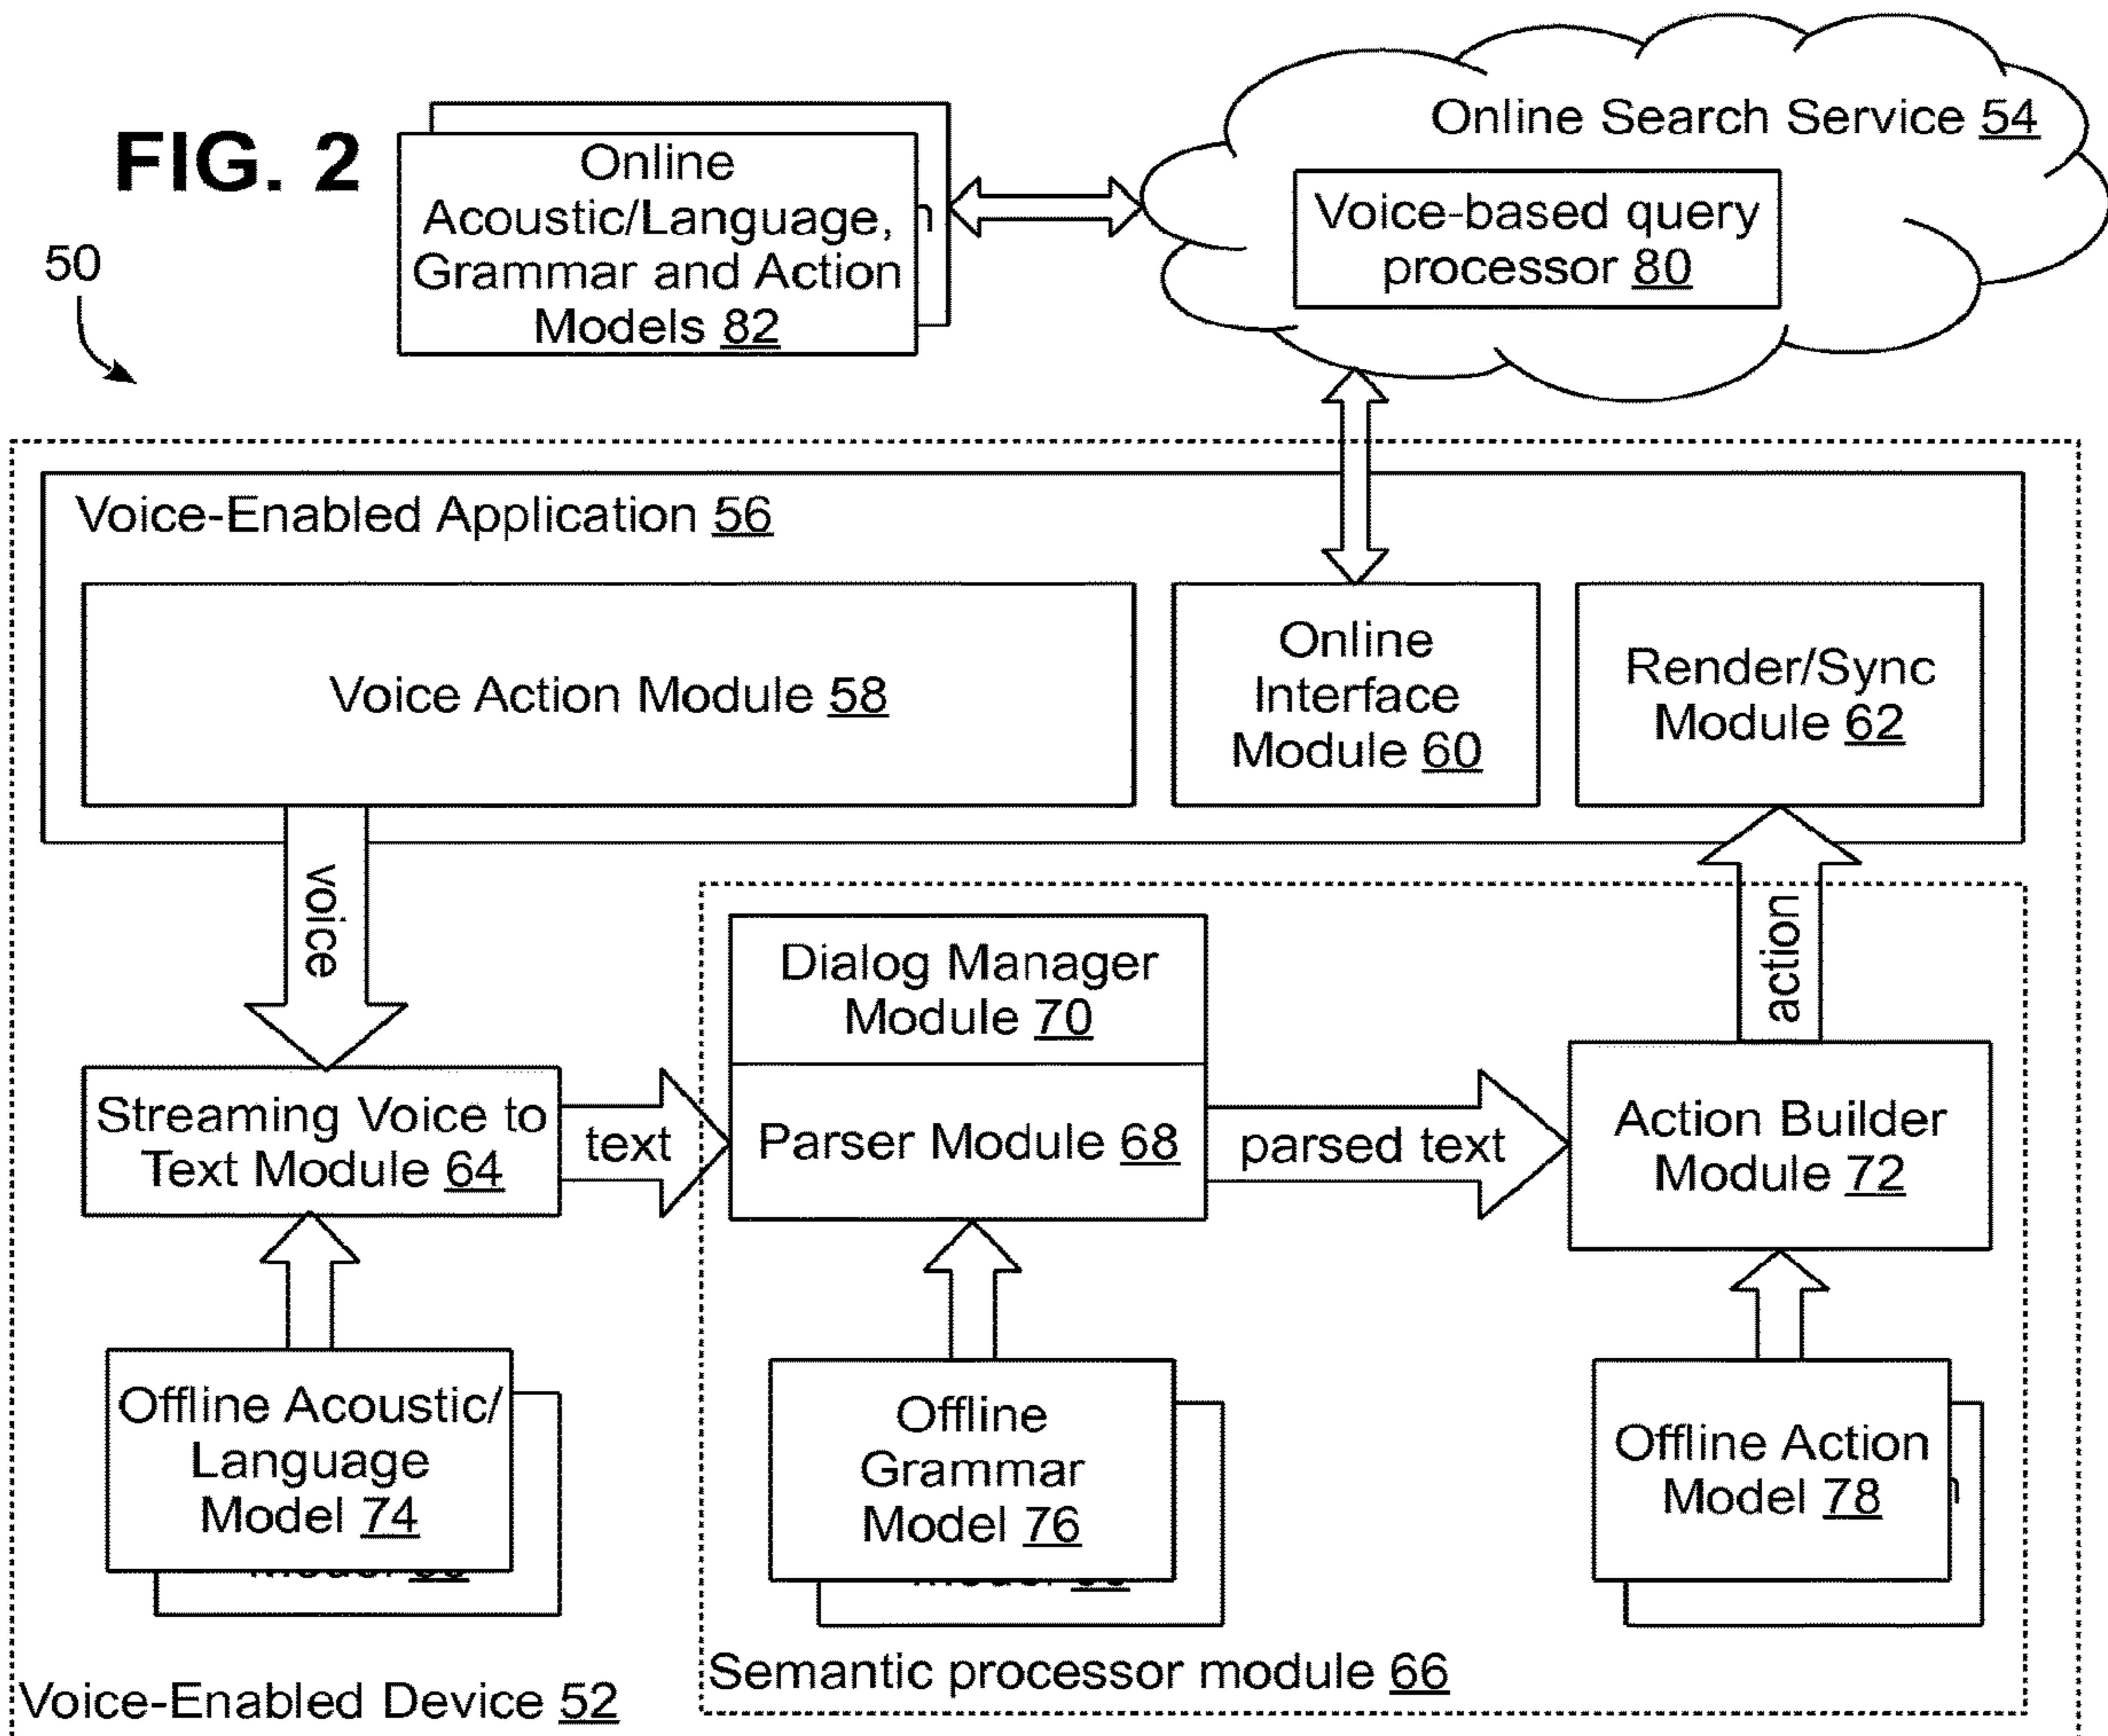 FIG. 2
50
Online
Acoustic/Language,
Grammar and Action
Models 82
Online Search Service 54
Voice-based query
processor 80
Voice-Enabled Application 56
Voice Action Module 58
Online
Interface
Module 60
Render/Sync
Module 62
voice
action
Dialog Manager
Module 70
Streaming Voice to
Text Module 64
text
Parser Module 68
parsed text
Action Builder
Module 72
Offline Acoustic/
Language
Model 74
Offline
Grammar
Model 76
Offline Action
Model 78
Semantic processor module 66
Voice-Enabled Device 52